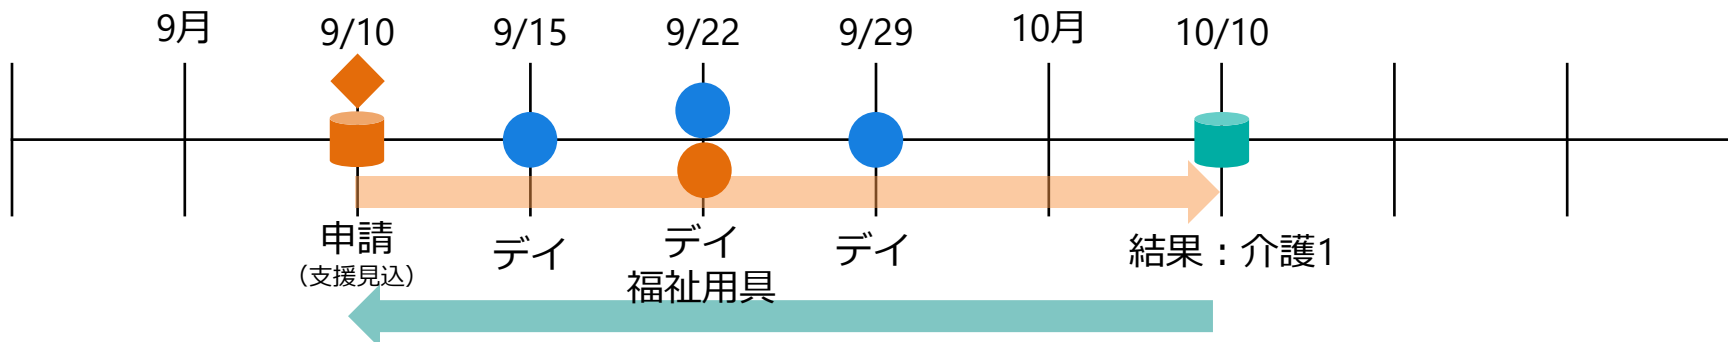 9月
9/10
9/15
9/22
9/29
10月
10/10
申請
（支援見込）
デイ
デイ
福祉用具
デイ
結果：介護1